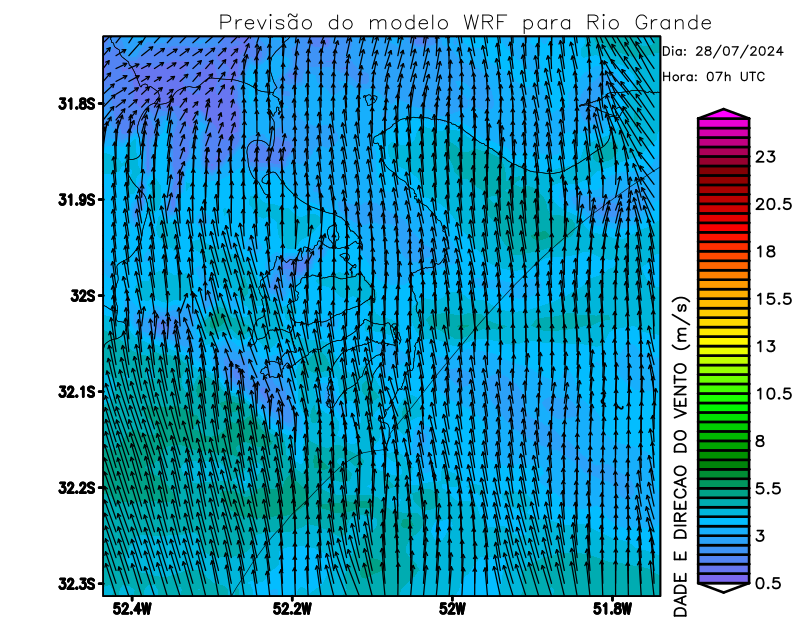 Previsão do modelo WRF para Rio Grande
Dia: 28/07/2024
Hora: 07h UTC
31.8S
31.9S
32S
32.1S
32.2S
32.3S
52.4W
52.2W
52W
51.8W
23
20.5
18
15.5
13
10.5
8
5.5
3
0.5
DADE E DIRECAO DO VENTO (m/s)